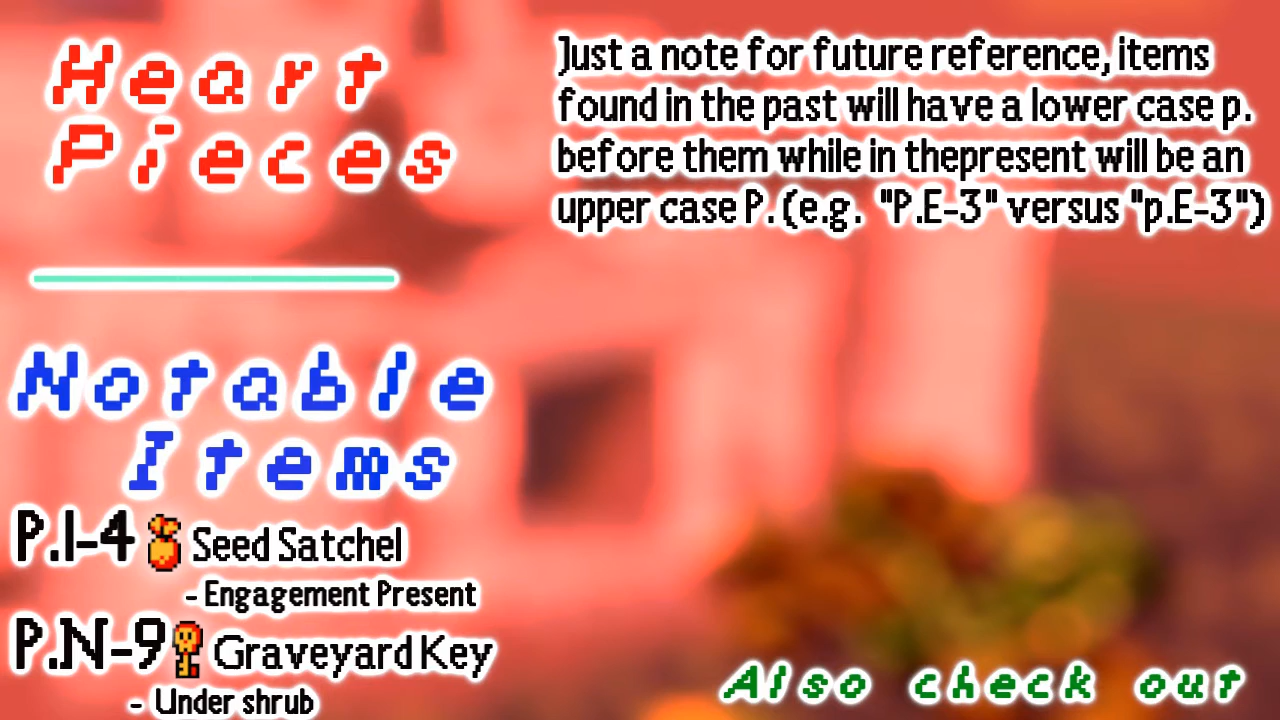 Heart
Pieces
Just a note for future reference, items
found in the past will have a lower case p.
before them while in thepresent will be an
upper case P. (e.g. "P.E-3" versus "p.E-3")
Notable
Items
P.I-4 Seed Satchel
- Engagement Present
P.N-9 Graveyard Key
- Under shrub
Also check out